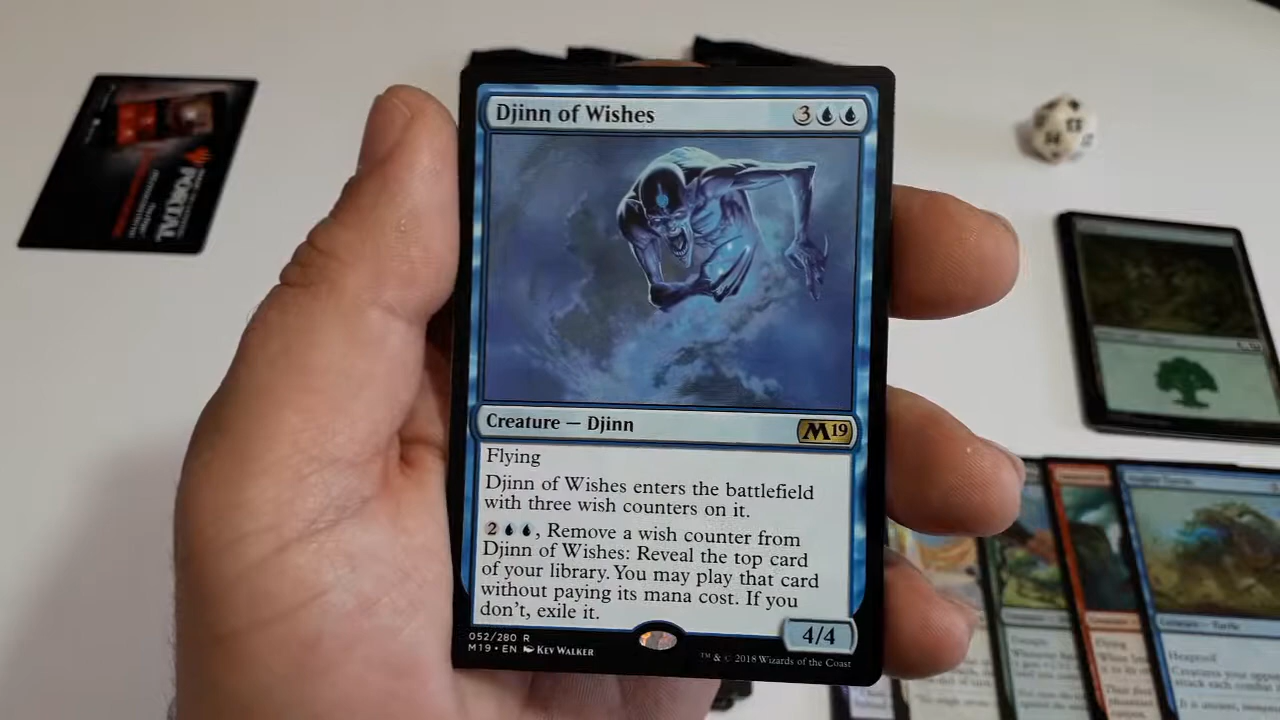 Djinn of Wishes 3
Creature — Djinn M19
Flying
Djinn of Wishes enters the battlefield
with three wish counters on it.
2 , Remove a wish counter from
Djinn of Wishes: Reveal the top card
of your library. You may play that card
without paying its mana cost. If you
don't, exile it.
4/4
052/280 R
M19 • EN KEV WALKER
™ & © 2018 Wizards of the Coast
PORTAL
Hexproof